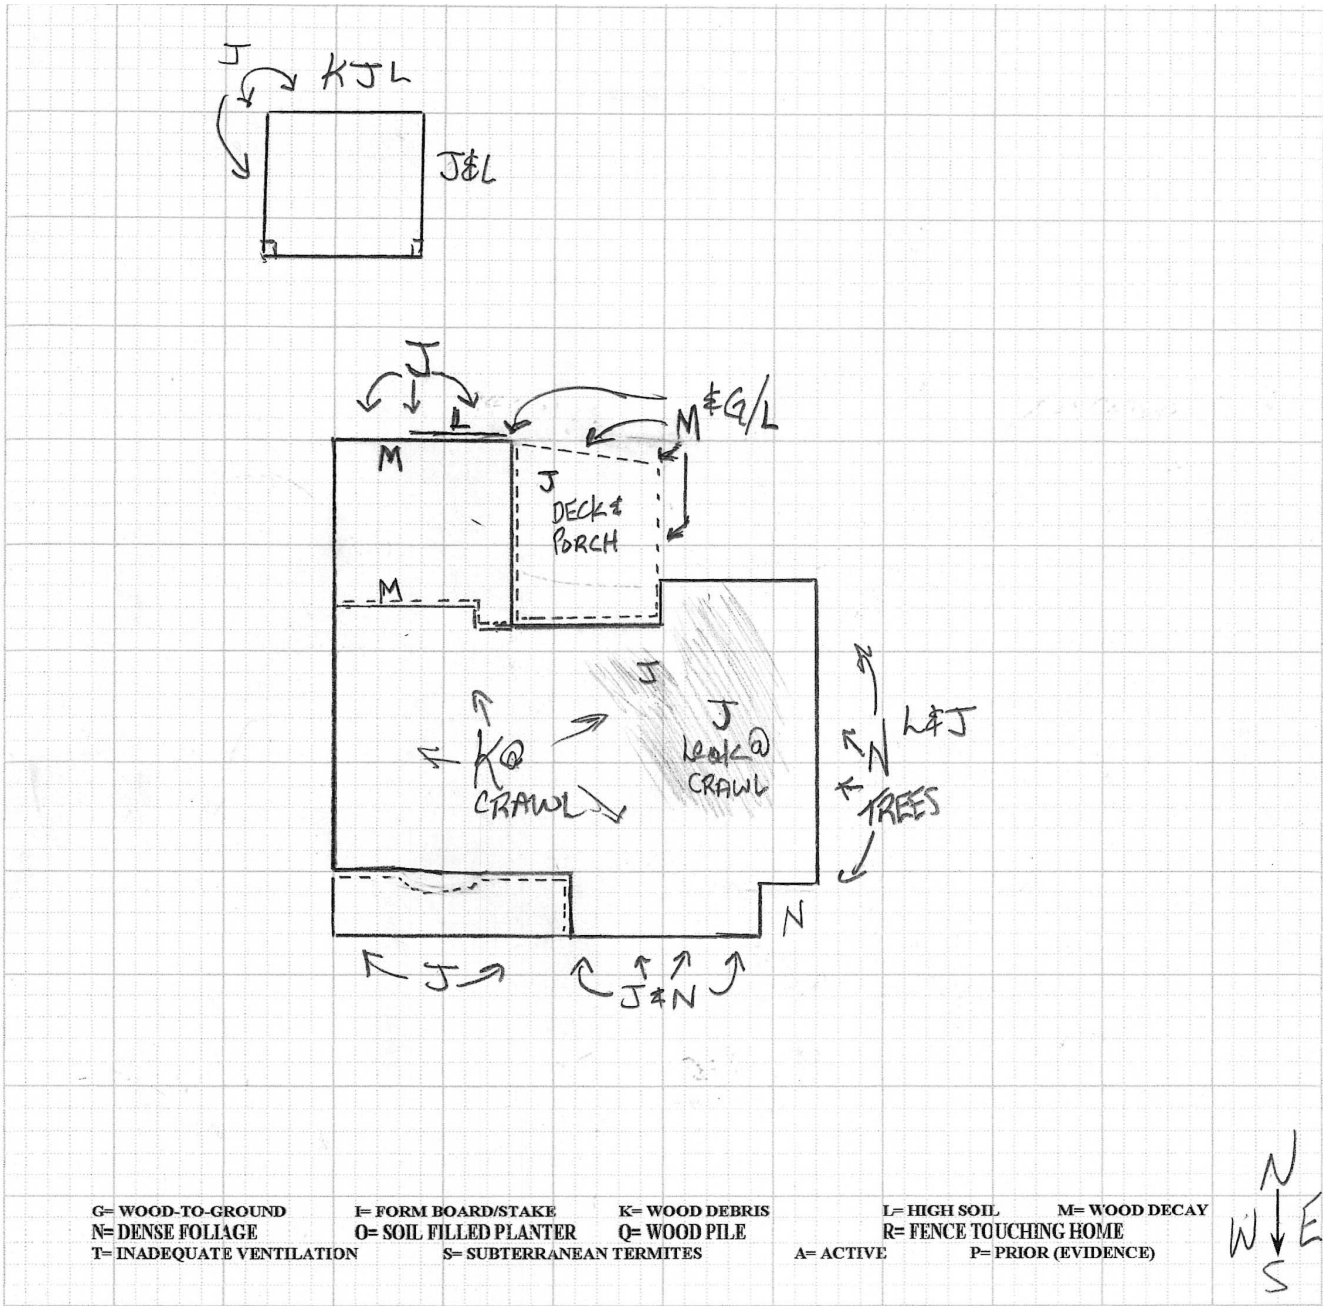 J
KJL
J&L
J
L
M & G/L
M
J
DECK &
PORCH
M
J
J
Leak @
CRAWL
K@
CRAWL
L&J
N
TREES
N
J
J & N
N
W E
S
G= WOOD-TO-GROUND I= FORM BOARD/STAKE K= WOOD DEBRIS L= HIGH SOIL M= WOOD DECAY
N= DENSE FOLIAGE O= SOIL FILLED PLANTER Q= WOOD PILE R= FENCE TOUCHING HOME
T= INADEQUATE VENTILATION S= SUBTERRANEAN TERMITES A= ACTIVE P= PRIOR (EVIDENCE)